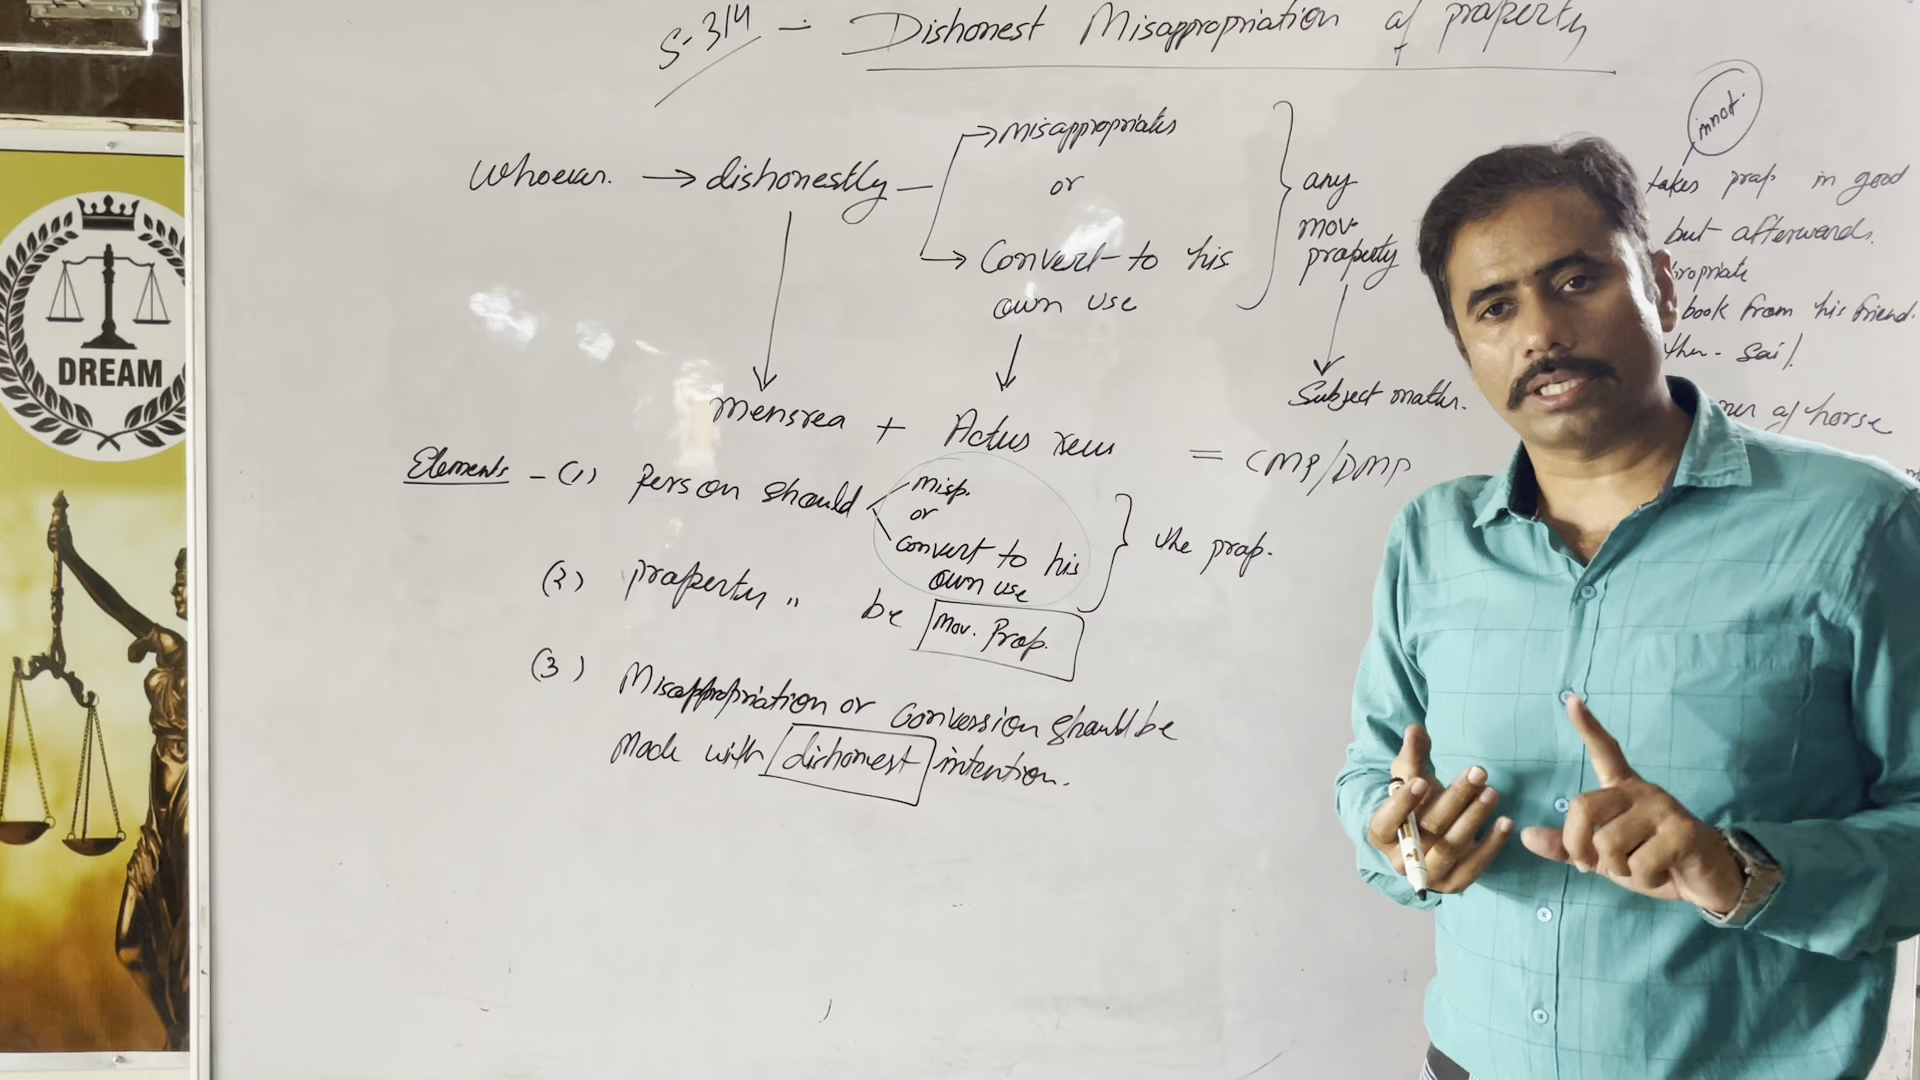 S-314 - Dishonest Misappropriation of property
Whoever. → dishonestly
→ misappropriates
or
→ Convert to his
own use
any
mov.
property
mensrea + Actus reus = CMP/DMP
Subject matter.
Elements - (1) person should
misp.
or
convert to his
own use
the prop.
(2) property " be mov. Prop.
(3) Misappropriation or conversion should be
made with dishonest intention.
innot.
takes prop in good
but afterwards.
book from his friend.
of horse
DREAM